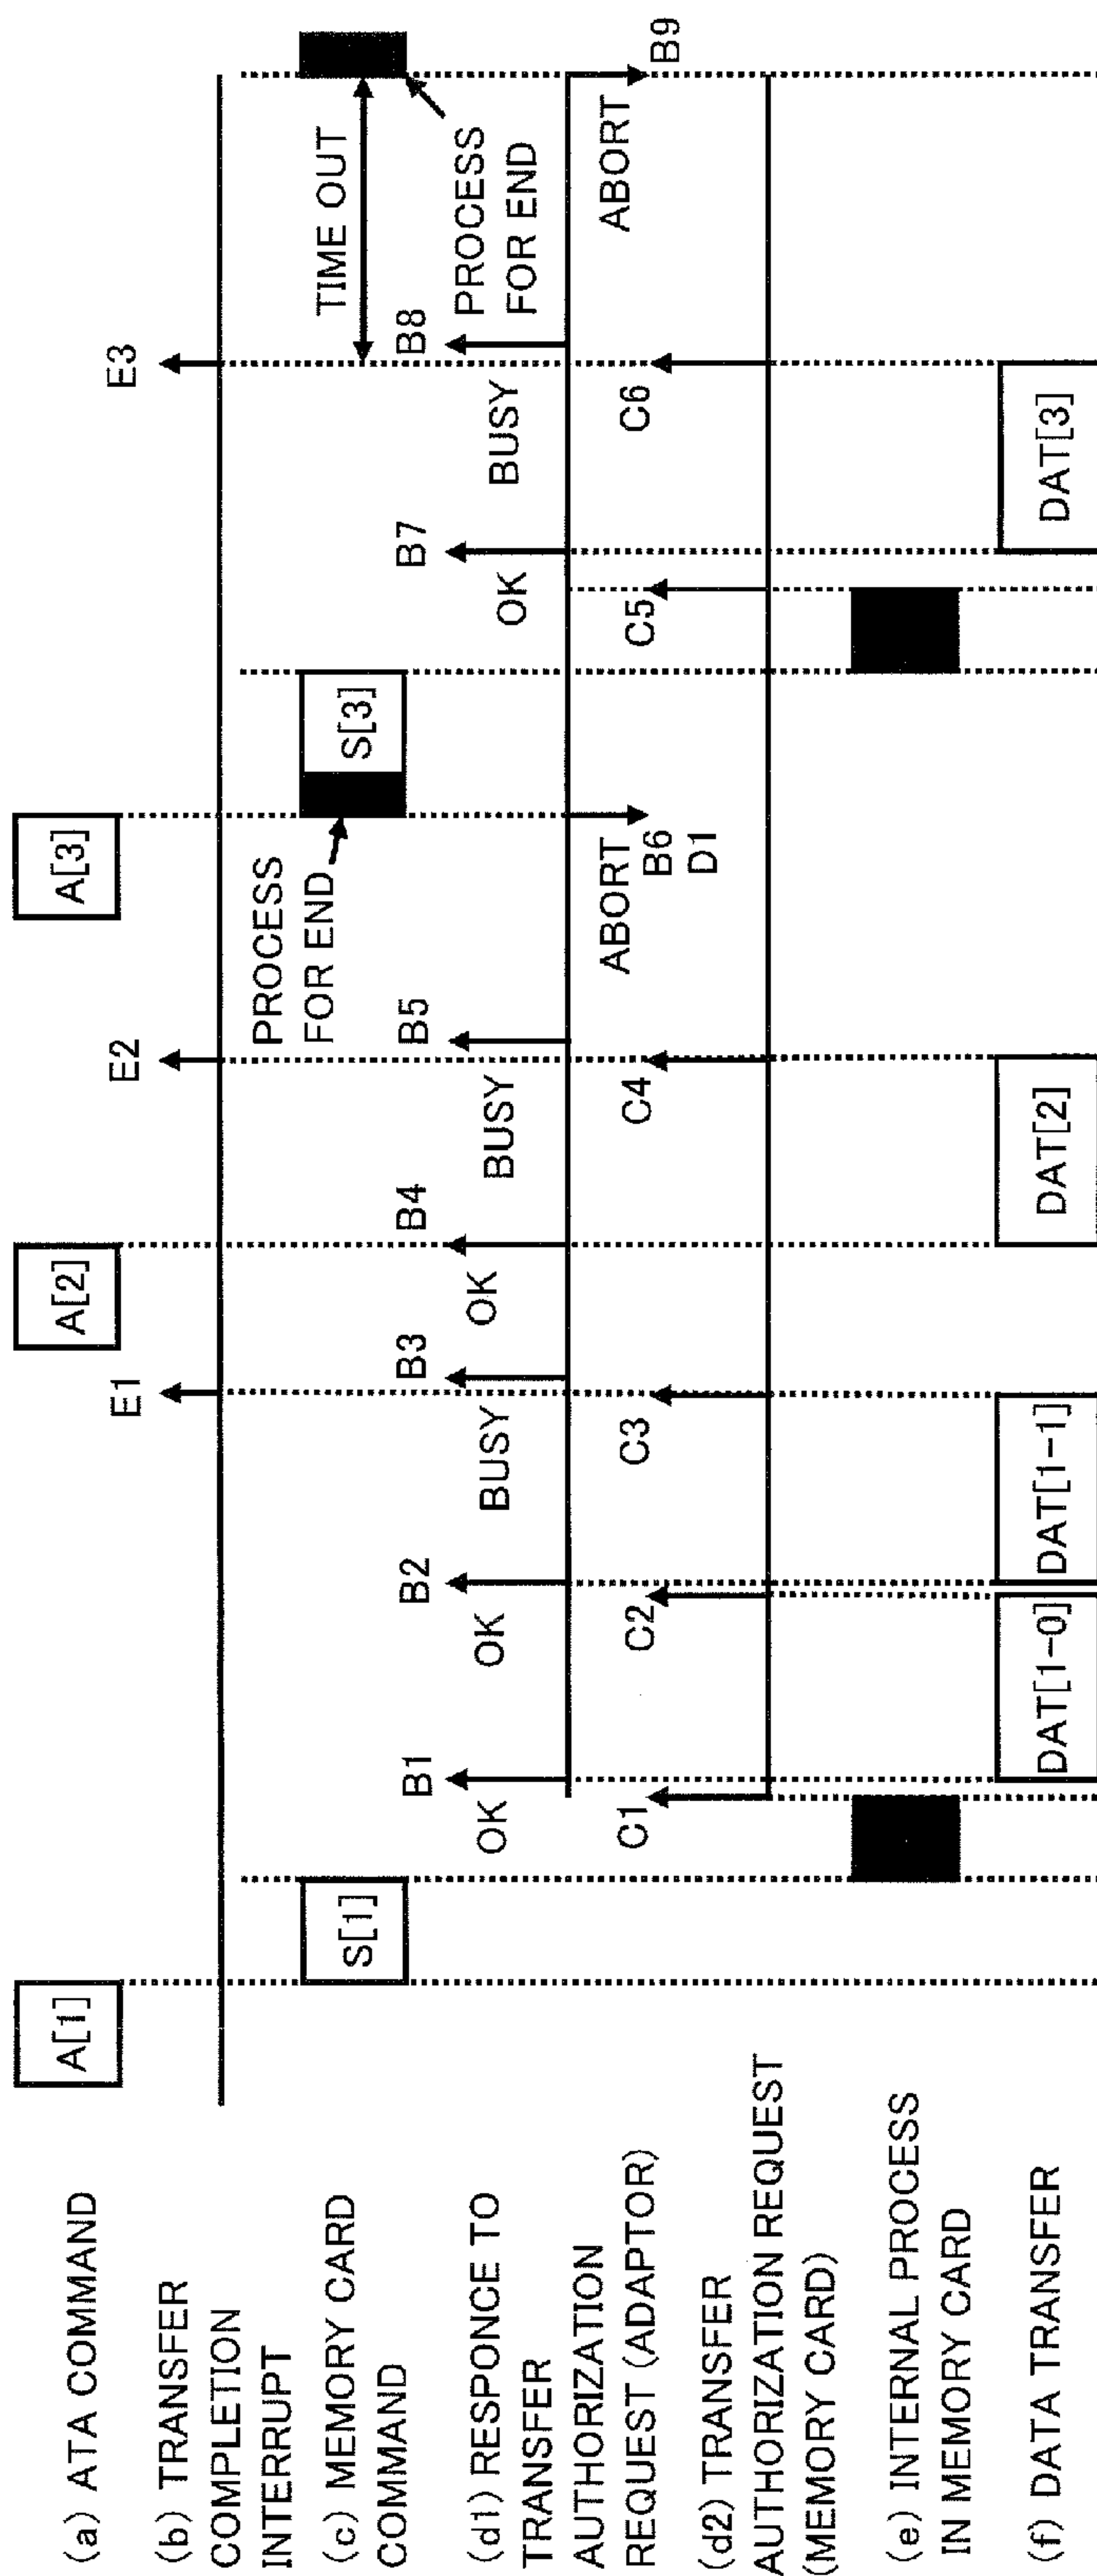 (a) ATA COMMAND
A[1]
A[2]
A[3]
(b) TRANSFER
COMPLETION
INTERRUPT
E1
E2
E3
(c) MEMORY CARD
COMMAND
S[1]
PROCESS
FOR END
S[3]
TIME OUT
PROCESS
FOR END
(d1) RESPONCE TO
TRANSFER
AUTHORIZATION
REQUEST (ADAPTOR)
B1
OK
B2
OK
B3
BUSY
B4
OK
B5
BUSY
ABORT
B6
D1
B7
OK
B8
BUSY
ABORT
B9
(d2) TRANSFER
AUTHORIZATION REQUEST
(MEMORY CARD)
C1
C2
C3
C4
C5
C6
(e) INTERNAL PROCESS
IN MEMORY CARD
(f) DATA TRANSFER
DAT[1-0]
DAT[1-1]
DAT[2]
DAT[3]